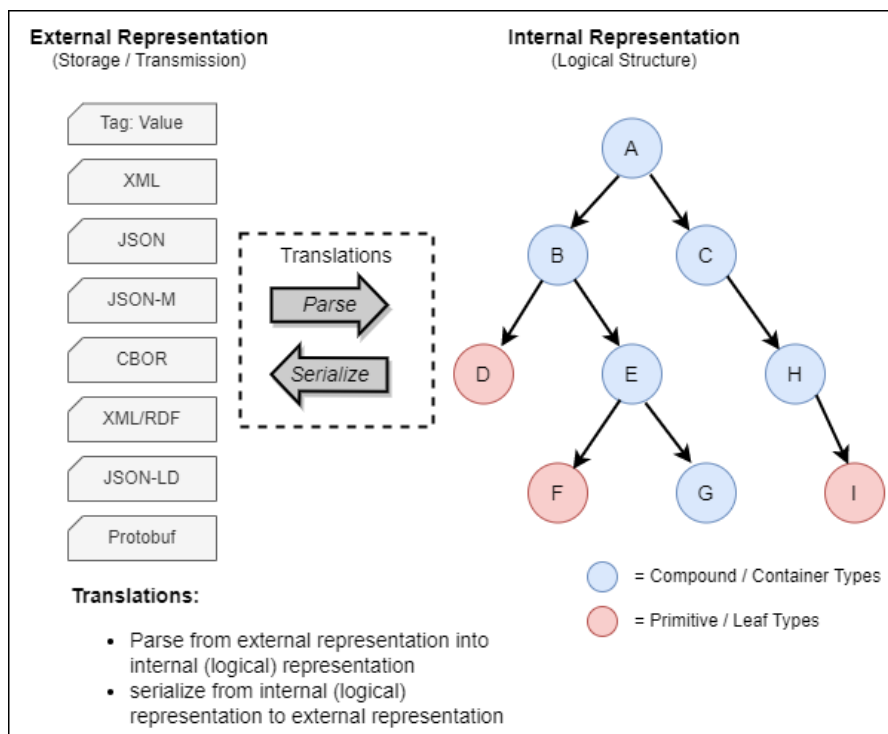 External Representation
(Storage / Transmission)
Tag: Value
XML
JSON
JSON-M
CBOR
XML/RDF
JSON-LD
Protobuf
Translations
Parse
Serialize
Internal Representation
(Logical Structure)
A
B
C
D
E
H
F
G
I
= Compound / Container Types
= Primitive / Leaf Types
Translations:
• Parse from external representation into
internal (logical) representation
• serialize from internal (logical)
representation to external representation